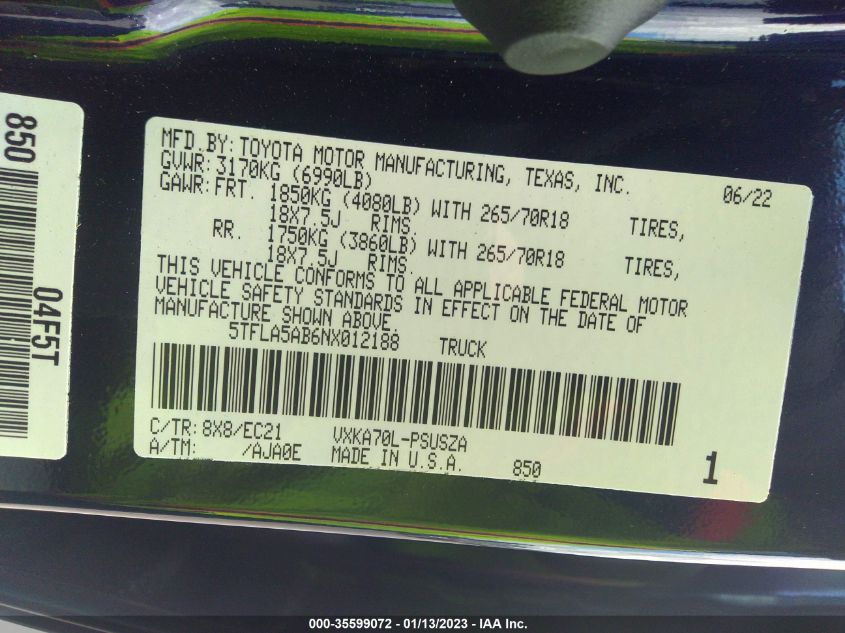 850
04F5T
MFD.BY: TOYOTA MOTOR MANUFACTURING, TEXAS, INC. 06/22
GVWR: 3170KG (6990LB)
GAWR: FRT. 1850KG (4080LB) WITH 265/70R18 TIRES,
18X7.5J RIMS.
RR. 1750KG (3860LB) WITH 265/70R18 TIRES,
18X7.5J RIMS.
THIS VEHICLE CONFORMS TO ALL APPLICABLE FEDERAL MOTOR
VEHICLE SAFETY STANDARDS IN EFFECT ON THE DATE OF
MANUFACTURE SHOWN ABOVE.
5TFLA5AB6NX012188 TRUCK
C/TR: 8X8/EC21 VXKA70L-PSVSZA
A/TM: /AJA0E MADE IN U.S.A. 850 1
000-35599072 - 01/13/2023 - IAA Inc.